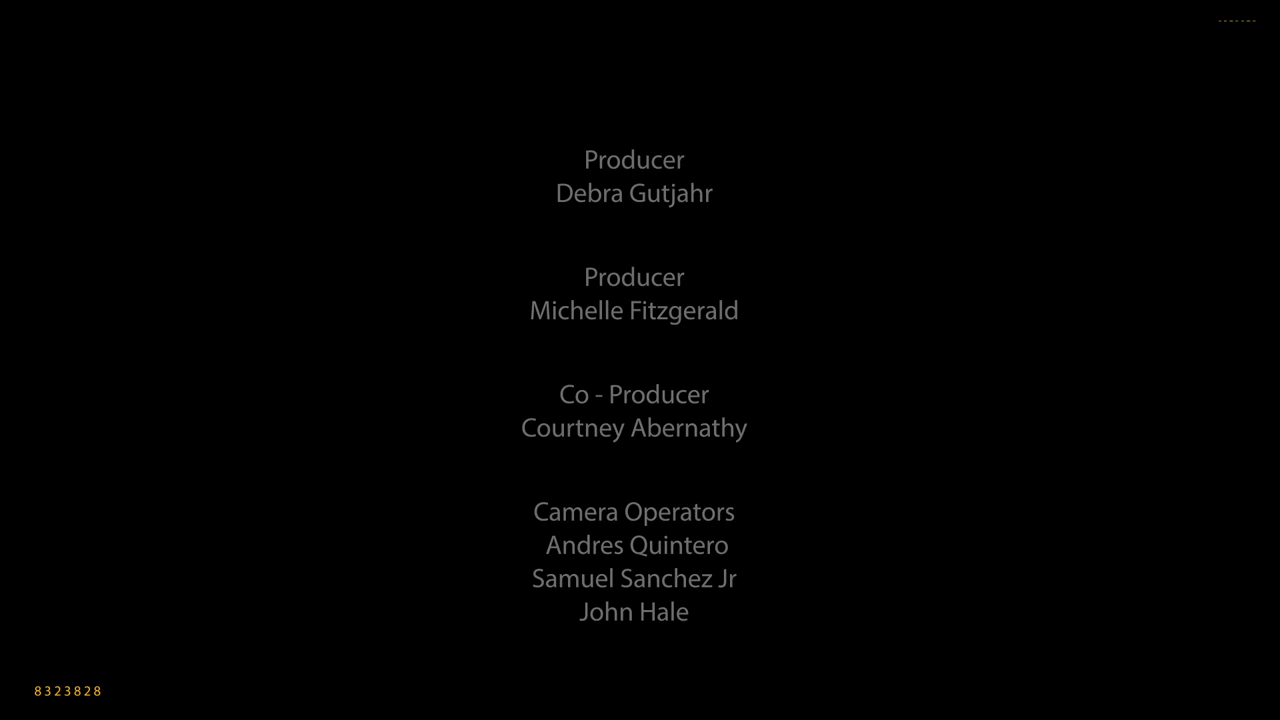 Producer
Debra Gutjahr
Producer
Michelle Fitzgerald
Co - Producer
Courtney Abernathy
Camera Operators
Andres Quintero
Samuel Sanchez Jr
John Hale
8323828